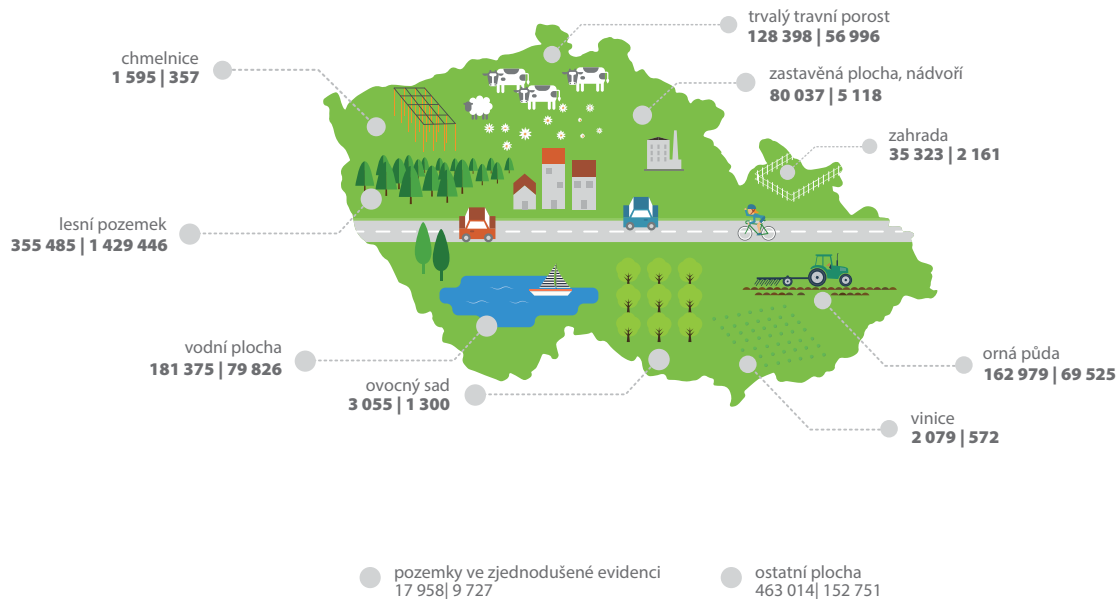 trvalý travní porost
128 398 | 56 996
chmelnice
1 595 | 357
zastavěná plocha, nádvoří
80 037 | 5 118
zahrada
35 323 | 2 161
lesní pozemek
355 485 | 1 429 446
vodní plocha
181 375 | 79 826
orná půda
162 979 | 69 525
ovocný sad
3 055 | 1 300
vinice
2 079 | 572
pozemky ve zjednodušené evidenci
17 958| 9 727
ostatní plocha
463 014| 152 751